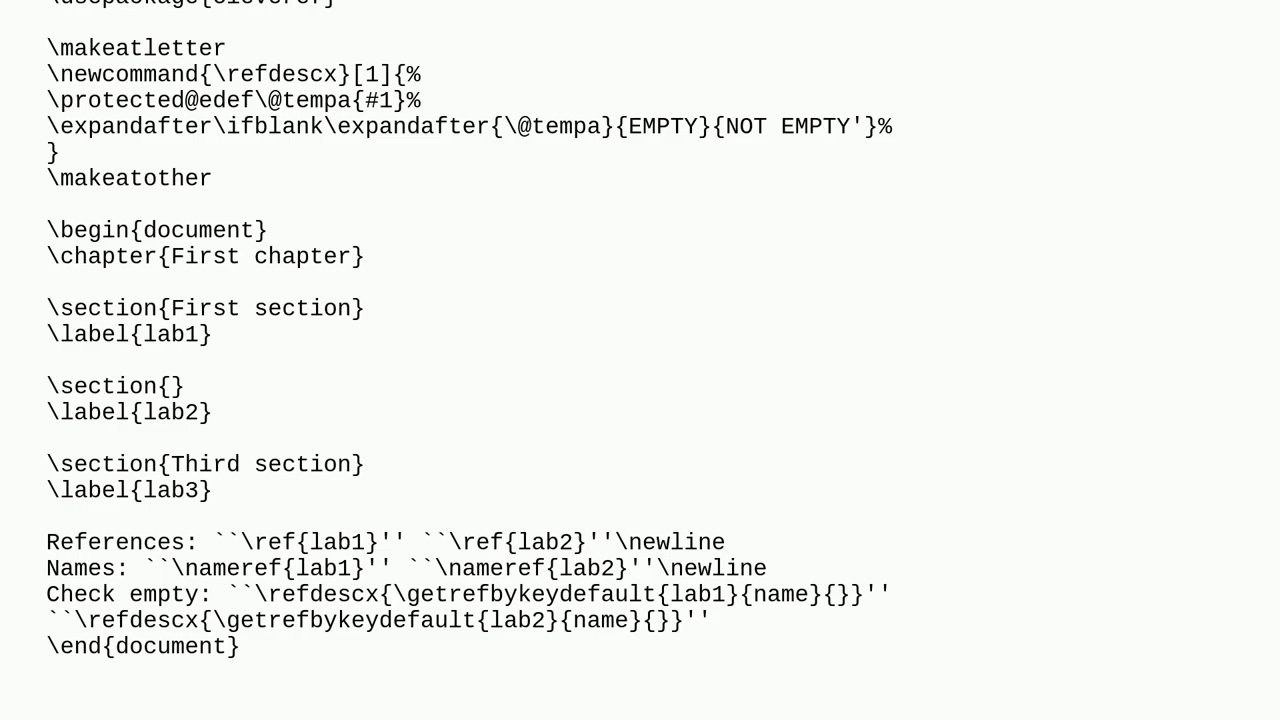 \makeatletter
\newcommand{\refdescx}[1]{%
\protected@edef\@tempa{#1}%
\expandafter\ifblank\expandafter{\@tempa}{EMPTY}{NOT EMPTY'}%
}
\makeatother
\begin{document}
\chapter{First chapter}
\section{First section}
\label{lab1}
\section{}
\label{lab2}
\section{Third section}
\label{lab3}
References: ``\ref{lab1}'' ``\ref{lab2}''\newline
Names: ``\nameref{lab1}'' ``\nameref{lab2}''\newline
Check empty: ``\refdescx{\getrefbykeydefault{lab1}{name}{}}''
``\refdescx{\getrefbykeydefault{lab2}{name}{}}''
\end{document}